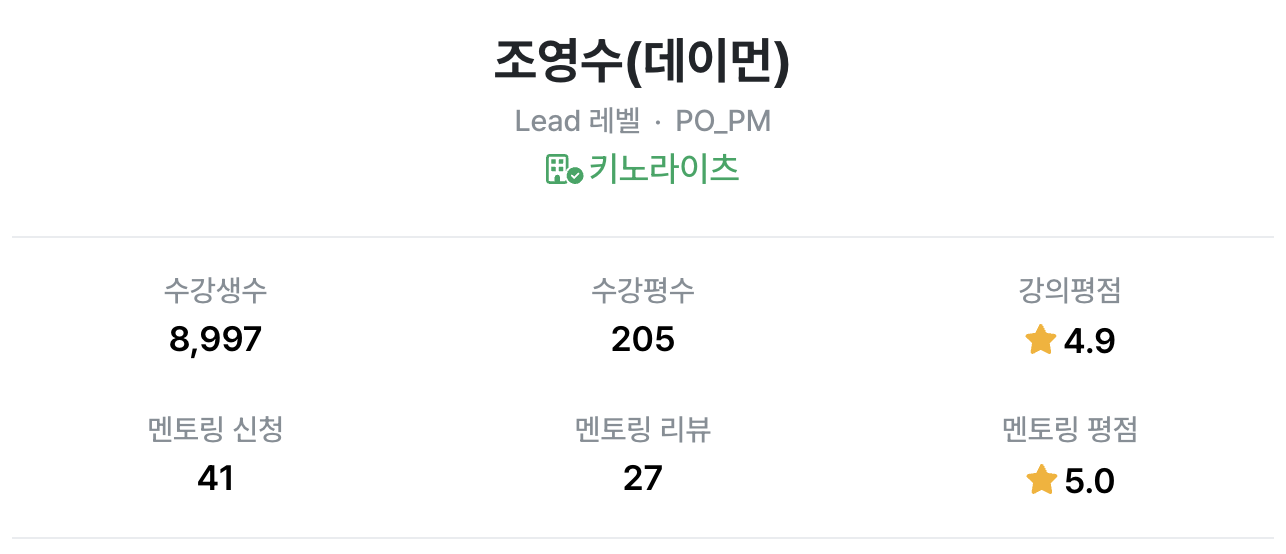 조영수(데이먼)
Lead 레벨 · PO_PM
키노라이츠
수강생수 수강평수 강의평점
8,997 205 4.9
멘토링 신청 멘토링 리뷰 멘토링 평점
41 27 5.0